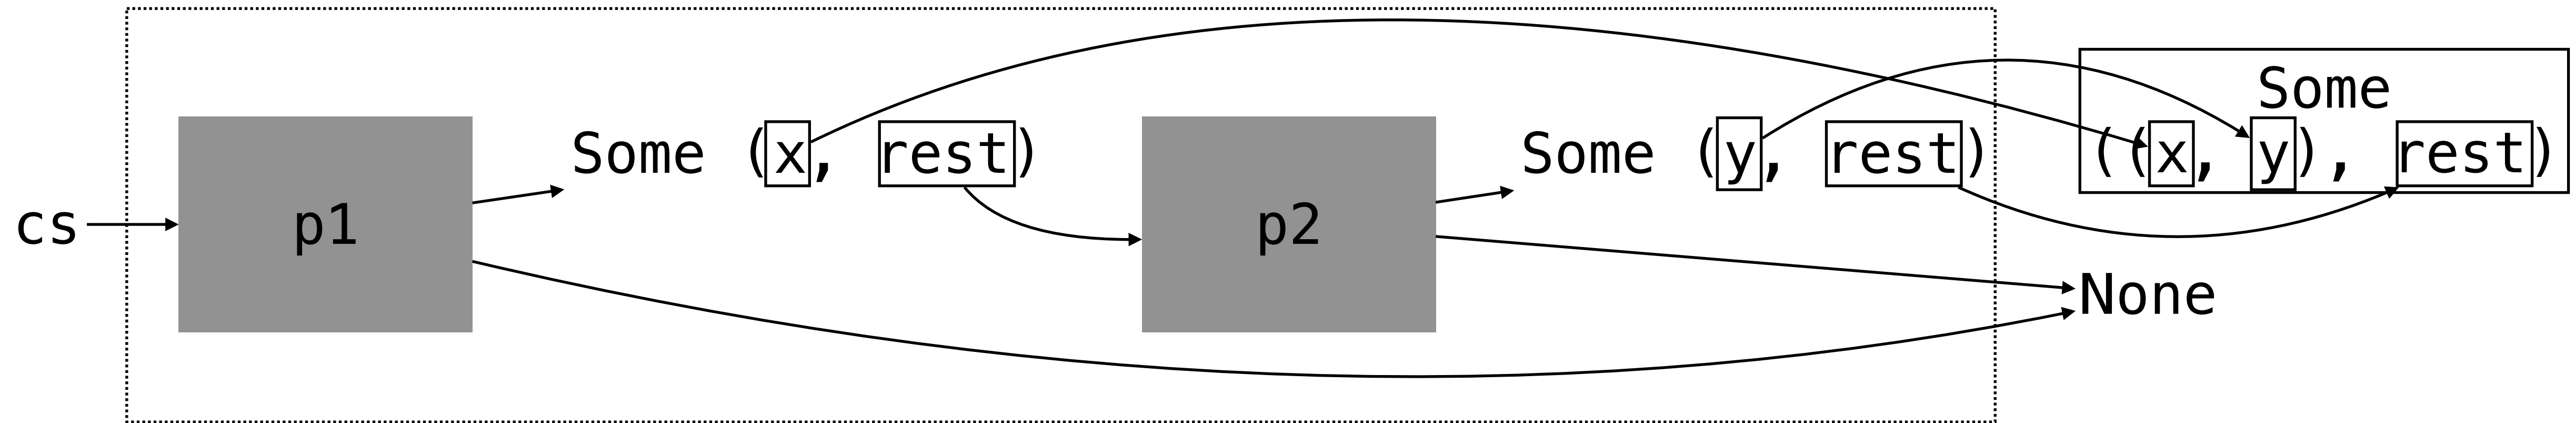 cs
p1
Some (x, rest)
p2
Some (y, rest)
Some
((x, y), rest)
None